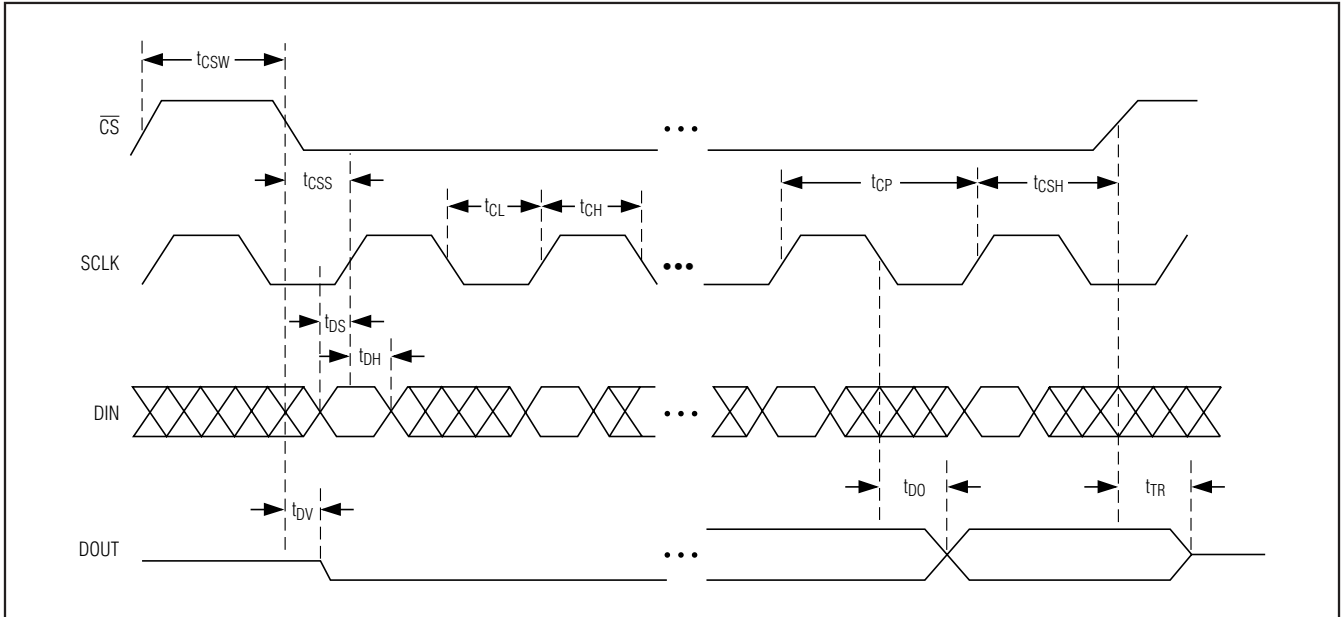 tCSW
CS
tCSS
tCP
tCSH
tCL
tCH
SCLK
tDS
tDH
DIN
tDO
tTR
tDV
DOUT